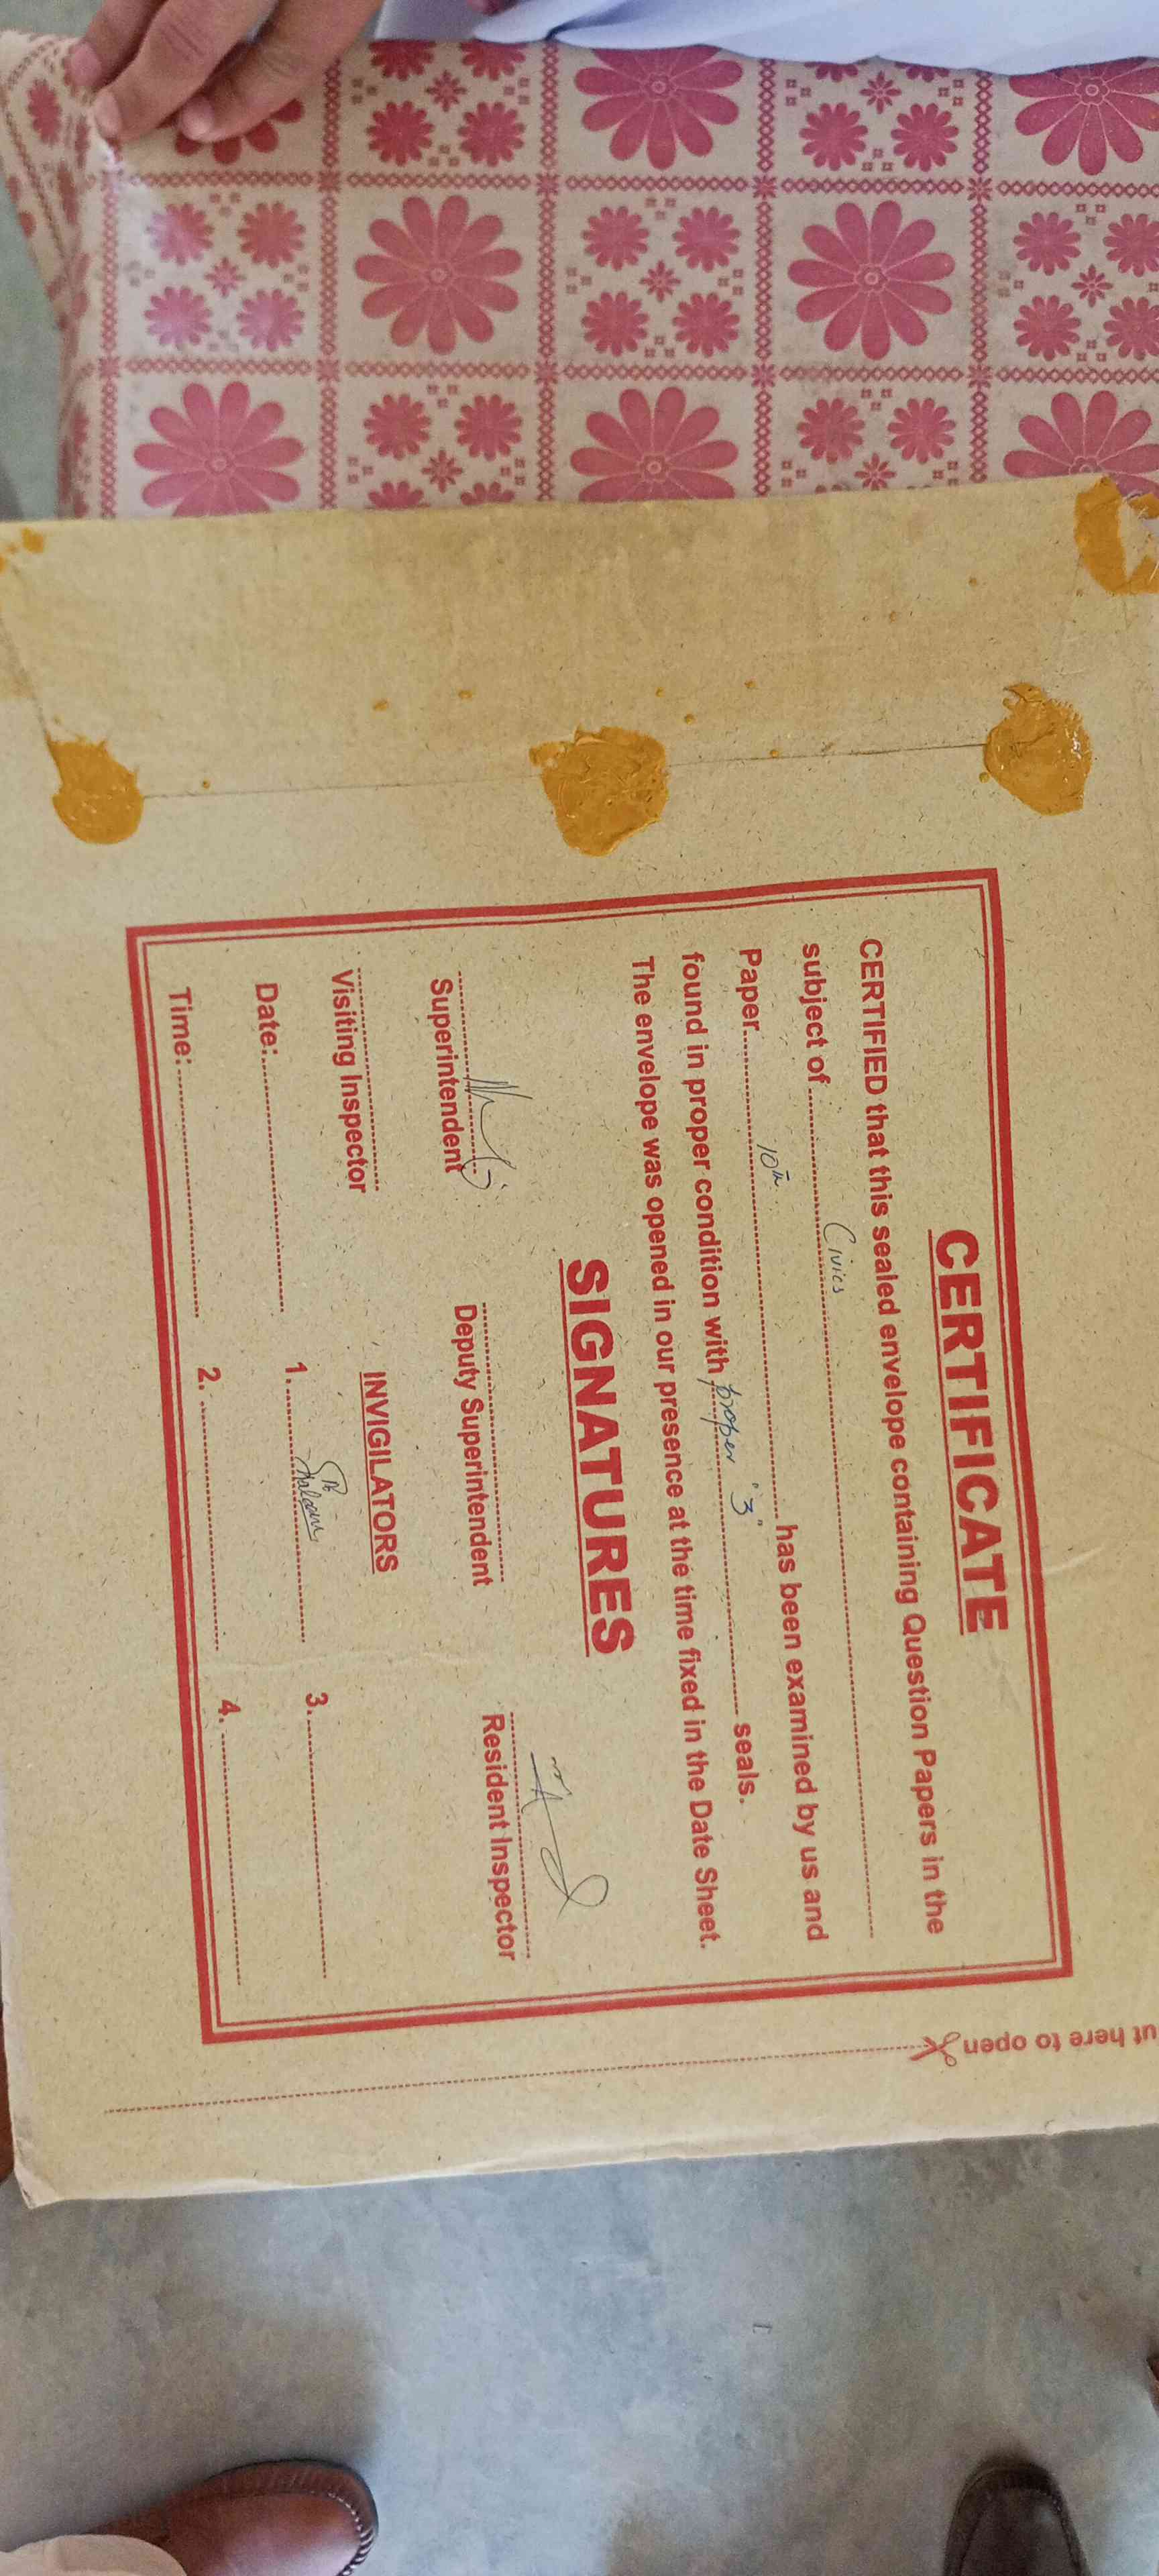 CERTIFICATE
CERTIFIED that this sealed envelope containing Question Papers in the
subject of Civics
Paper 10th has been examined by us and
found in proper condition with proper "3" seals.
The envelope was opened in our presence at the time fixed in the Date Sheet.
SIGNATURES
Superintendent Deputy Superintendent Resident Inspector
Visiting Inspector INVIGILATORS
Date: 1. 3.
Time: 2. 4.
ut here to open